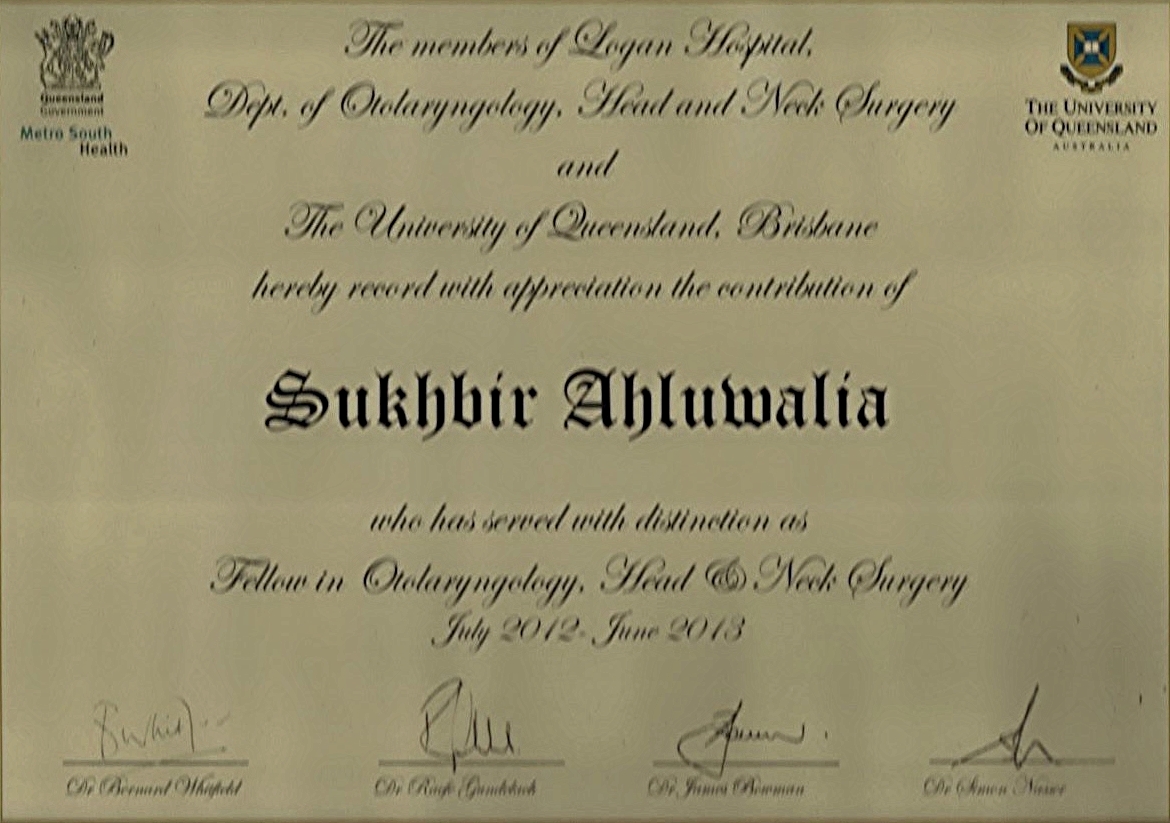 The members of Logan Hospital,
Dept. of Otolaryngology, Head and Neck Surgery
and
The University of Queensland, Brisbane
hereby record with appreciation the contribution of
Sukhbir Ahluwalia
who has served with distinction as
Fellow in Otolaryngology, Head & Neck Surgery
July 2012- June 2013
Queensland
Government
Metro South
Health
THE UNIVERSITY
OF QUEENSLAND
AUSTRALIA
Dr Bernard
Dr
Dr James Bowman
Dr Simon